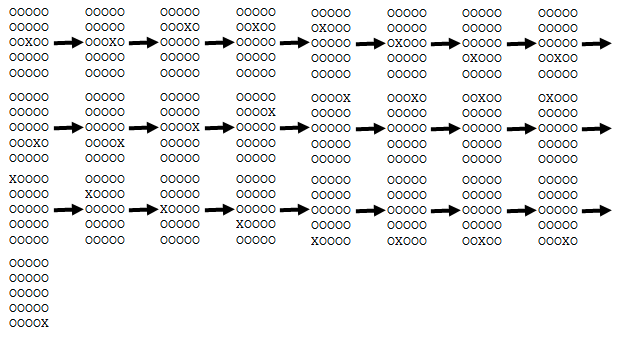 OOOOO OOOOO OOOOO OOOOO OOOOO OOOOO OOOOO OOOOO
OOOOO OOOOO OOOXO OOXOO OXOOO OOOOO OOOOO OOOOO
OOXOO OOOXO OOOOO OOOOO OOOOO OXOOO OOOOO OOOOO
OOOOO OOOOO OOOOO OOOOO OOOOO OOOOO OXOOO OOXOO
OOOOO OOOOO OOOOO OOOOO OOOOO OOOOO OOOOO OOOOO
OOOOO OOOOO OOOOO OOOOO OOOOX OOOXO OOXOO OXOOO
OOOOO OOOOO OOOOO OOOOX OOOOO OOOOO OOOOO OOOOO
OOOOO OOOOO OOOOX OOOOO OOOOO OOOOO OOOOO OOOOO
OOOXO OOOOX OOOOO OOOOO OOOOO OOOOO OOOOO OOOOO
OOOOO OOOOO OOOOO OOOOO OOOOO OOOOO OOOOO OOOOO
XOOOO OOOOO OOOOO OOOOO OOOOO OOOOO OOOOO OOOOO
OOOOO XOOOO OOOOO OOOOO OOOOO OOOOO OOOOO OOOOO
OOOOO OOOOO XOOOO OOOOO OOOOO OOOOO OOOOO OOOOO
OOOOO OOOOO OOOOO XOOOO OOOOO OOOOO OOOOO OOOOO
OOOOO OOOOO OOOOO OOOOO XOOOO OXOOO OOXOO OOOXO
OOOOO
OOOOO
OOOOO
OOOOO
OOOOX